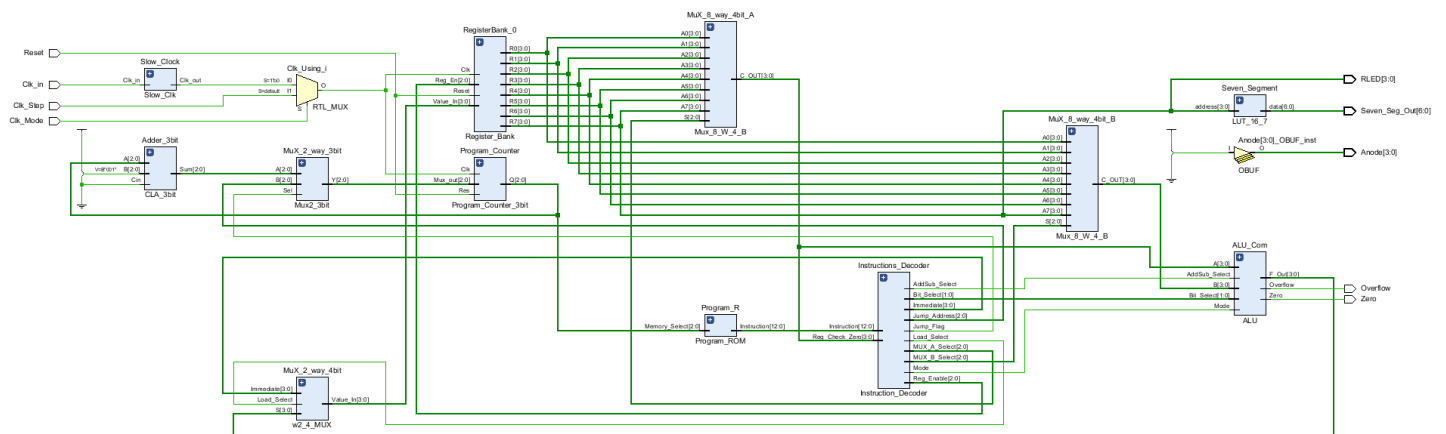 Reset
Clk_in
Clk_Step
Clk_Mode
Slow_Clock
Clk_in
Clk_out
Slow_Clk
Clk_Using_i
S=1'b0
I0
S=default
I1
S
O
RTL_MUX
Adder_3bit
A[2:0]
B[2:0]
Cin
Sum[2:0]
CLA_3bit
MuX_2_way_3bit
A[2:0]
B[2:0]
Sel
Y[2:0]
Mux2_3bit
RegisterBank_0
Clk
Reg_En[2:0]
Reset
Value_In[3:0]
R0[3:0]
R1[3:0]
R2[3:0]
R3[3:0]
R4[3:0]
R5[3:0]
R6[3:0]
R7[3:0]
Register_Bank
Program_Counter
Clk
Mux_out[2:0]
Res
Q[2:0]
Program_Counter_3bit
MuX_8_way_4bit_A
A0[3:0]
A1[3:0]
A2[3:0]
A3[3:0]
A4[3:0]
A5[3:0]
A6[3:0]
A7[3:0]
S[2:0]
C_OUT[3:0]
Mux_8_W_4_B
MuX_8_way_4bit_B
A0[3:0]
A1[3:0]
A2[3:0]
A3[3:0]
A4[3:0]
A5[3:0]
A6[3:0]
A7[3:0]
S[2:0]
C_OUT[3:0]
Mux_8_W_4_B
RLED[3:0]
Seven_Segment
address[3:0]
data[6:0]
LUT_16_7
Seven_Seg_Out[6:0]
Anode[3:0]_OBUF_inst
I
O
OBUF
Anode[3:0]
ALU_Com
A[3:0]
AddSub_Select
B[3:0]
Bit_Select[1:0]
Mode
F_Out[3:0]
Overflow
Zero
ALU
Overflow
Zero
Program_R
Memory_Select[2:0]
Instruction[12:0]
Program_ROM
Instructions_Decoder
Instruction[12:0]
Reg_Check_Zero[3:0]
AddSub_Select
Bit_Select[1:0]
Immediate[3:0]
Jump_Address[2:0]
Jump_Flag
Load_Select
MUX_A_Select[2:0]
MUX_B_Select[2:0]
Mode
Reg_Enable[2:0]
Instruction_Decoder
MuX_2_way_4bit
Immediate[3:0]
Load_Select
S[3:0]
Value_In[3:0]
w2_4_MUX